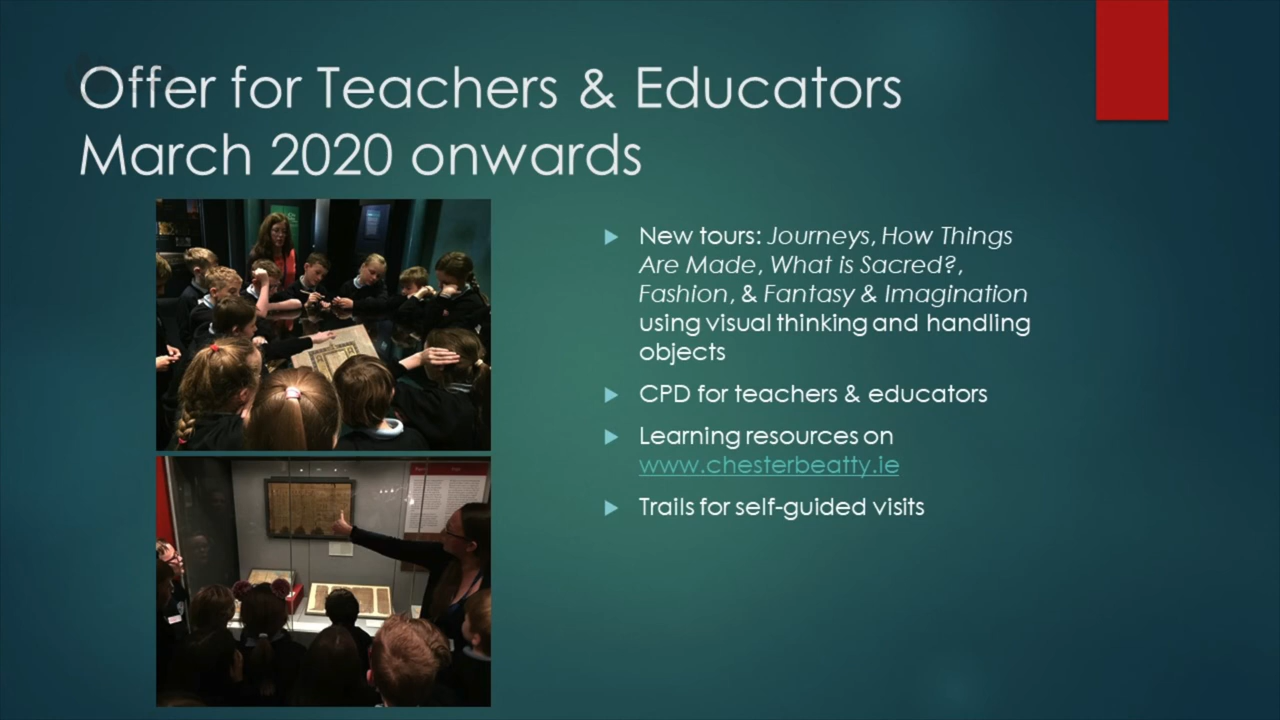 Offer for Teachers & Educators
March 2020 onwards
New tours: Journeys, How Things
Are Made, What is Sacred?,
Fashion, & Fantasy & Imagination
using visual thinking and handling
objects
CPD for teachers & educators
Learning resources on
www.chesterbeatty.ie
Trails for self-guided visits